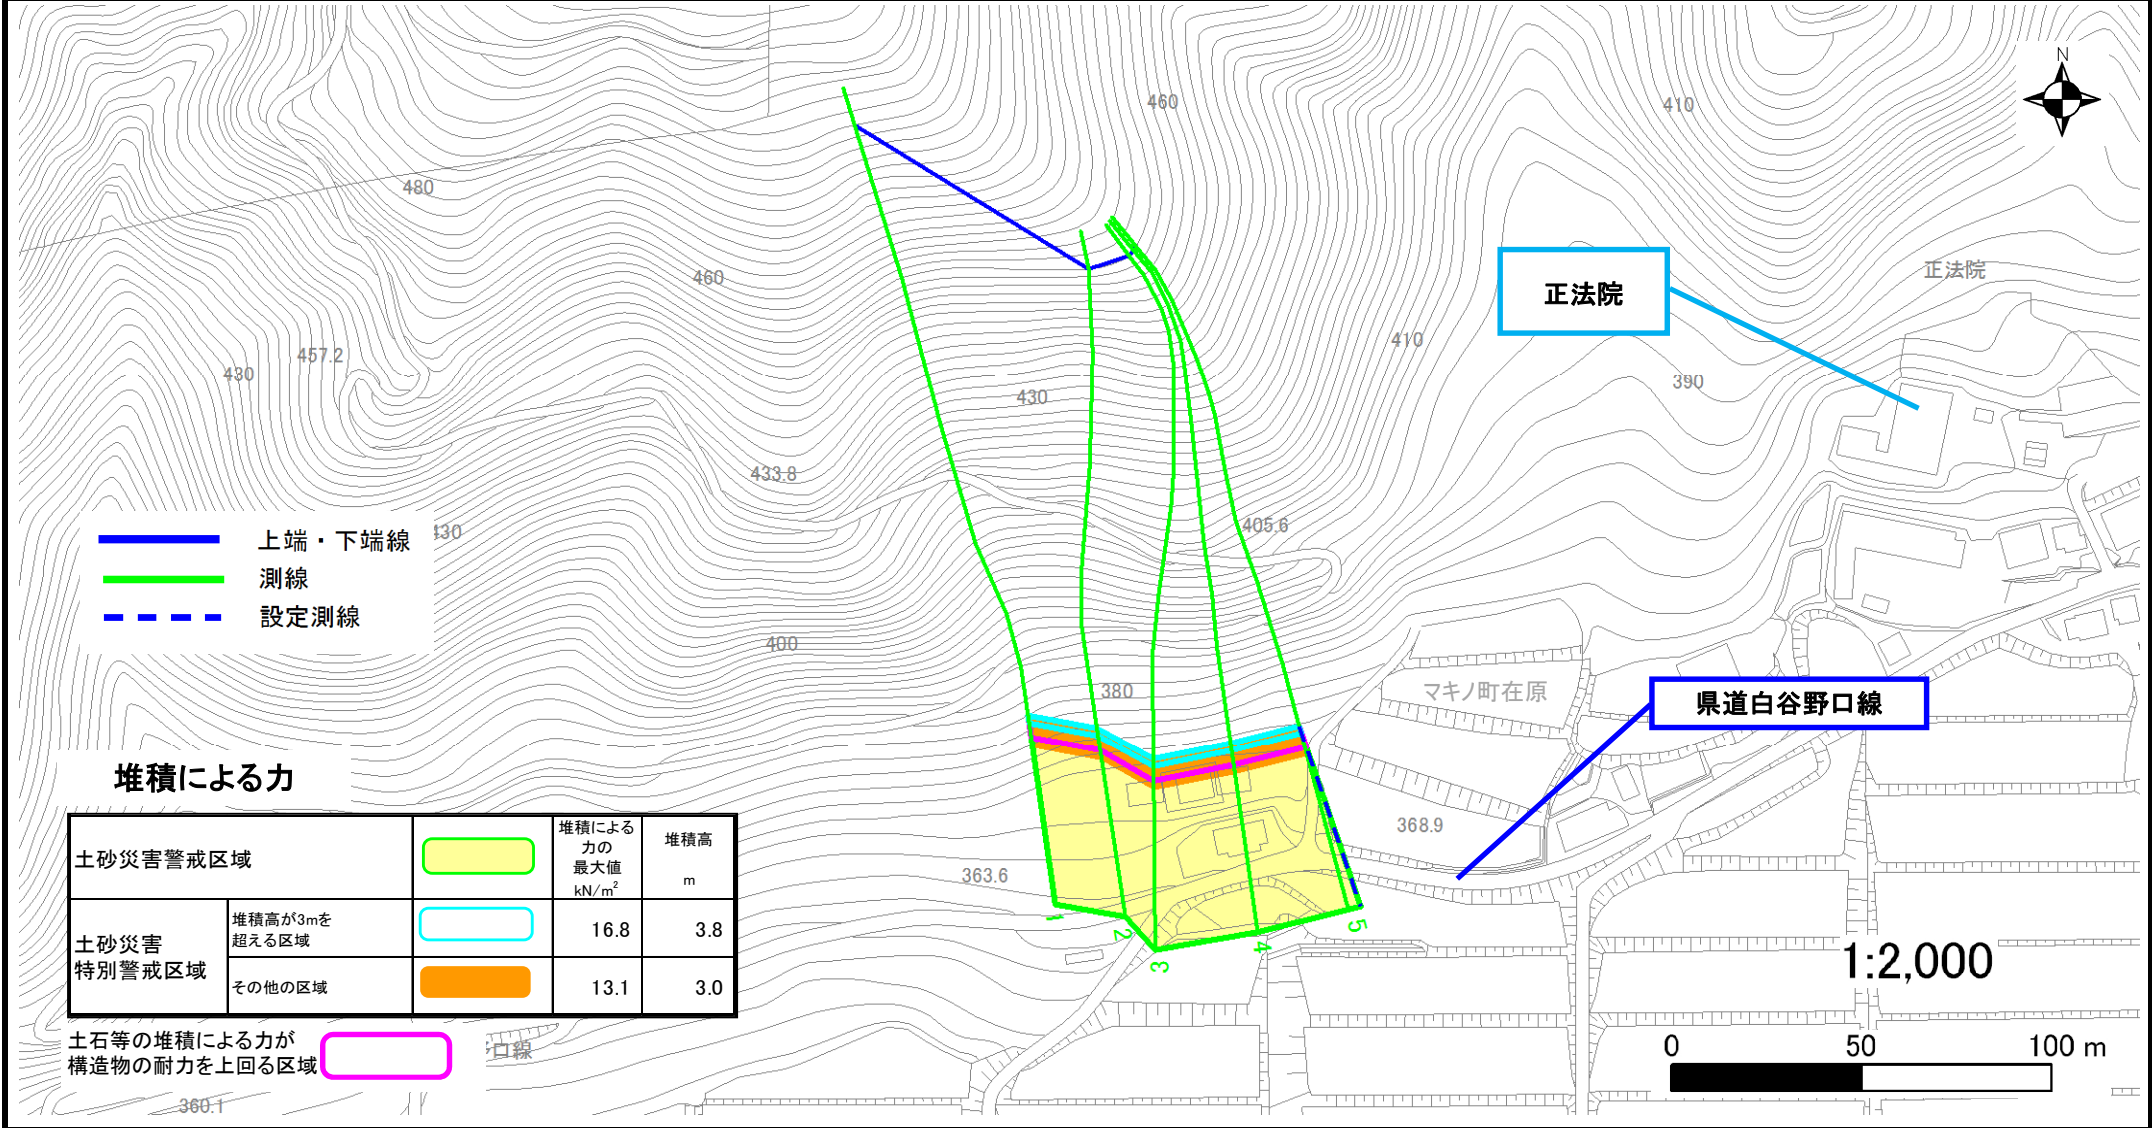 N
460
410
480
正法院
460
正法院
410
457.2
430
390
430
433.8
405.6
430
上端・下端線
測線
設定測線
400
380
マキノ町在原
県道白谷野口線
堆積による力
368.9
363.6
土砂災害警戒区域
堆積による
力の
最大値
kN/m²
堆積高
m
土砂災害
特別警戒区域
堆積高が3mを
超える区域
16.8
3.8
その他の区域
13.1
3.0
1
2
3
4
5
1:2,000
土石等の堆積による力が
構造物の耐力を上回る区域
口線
0
50
100 m
360.1